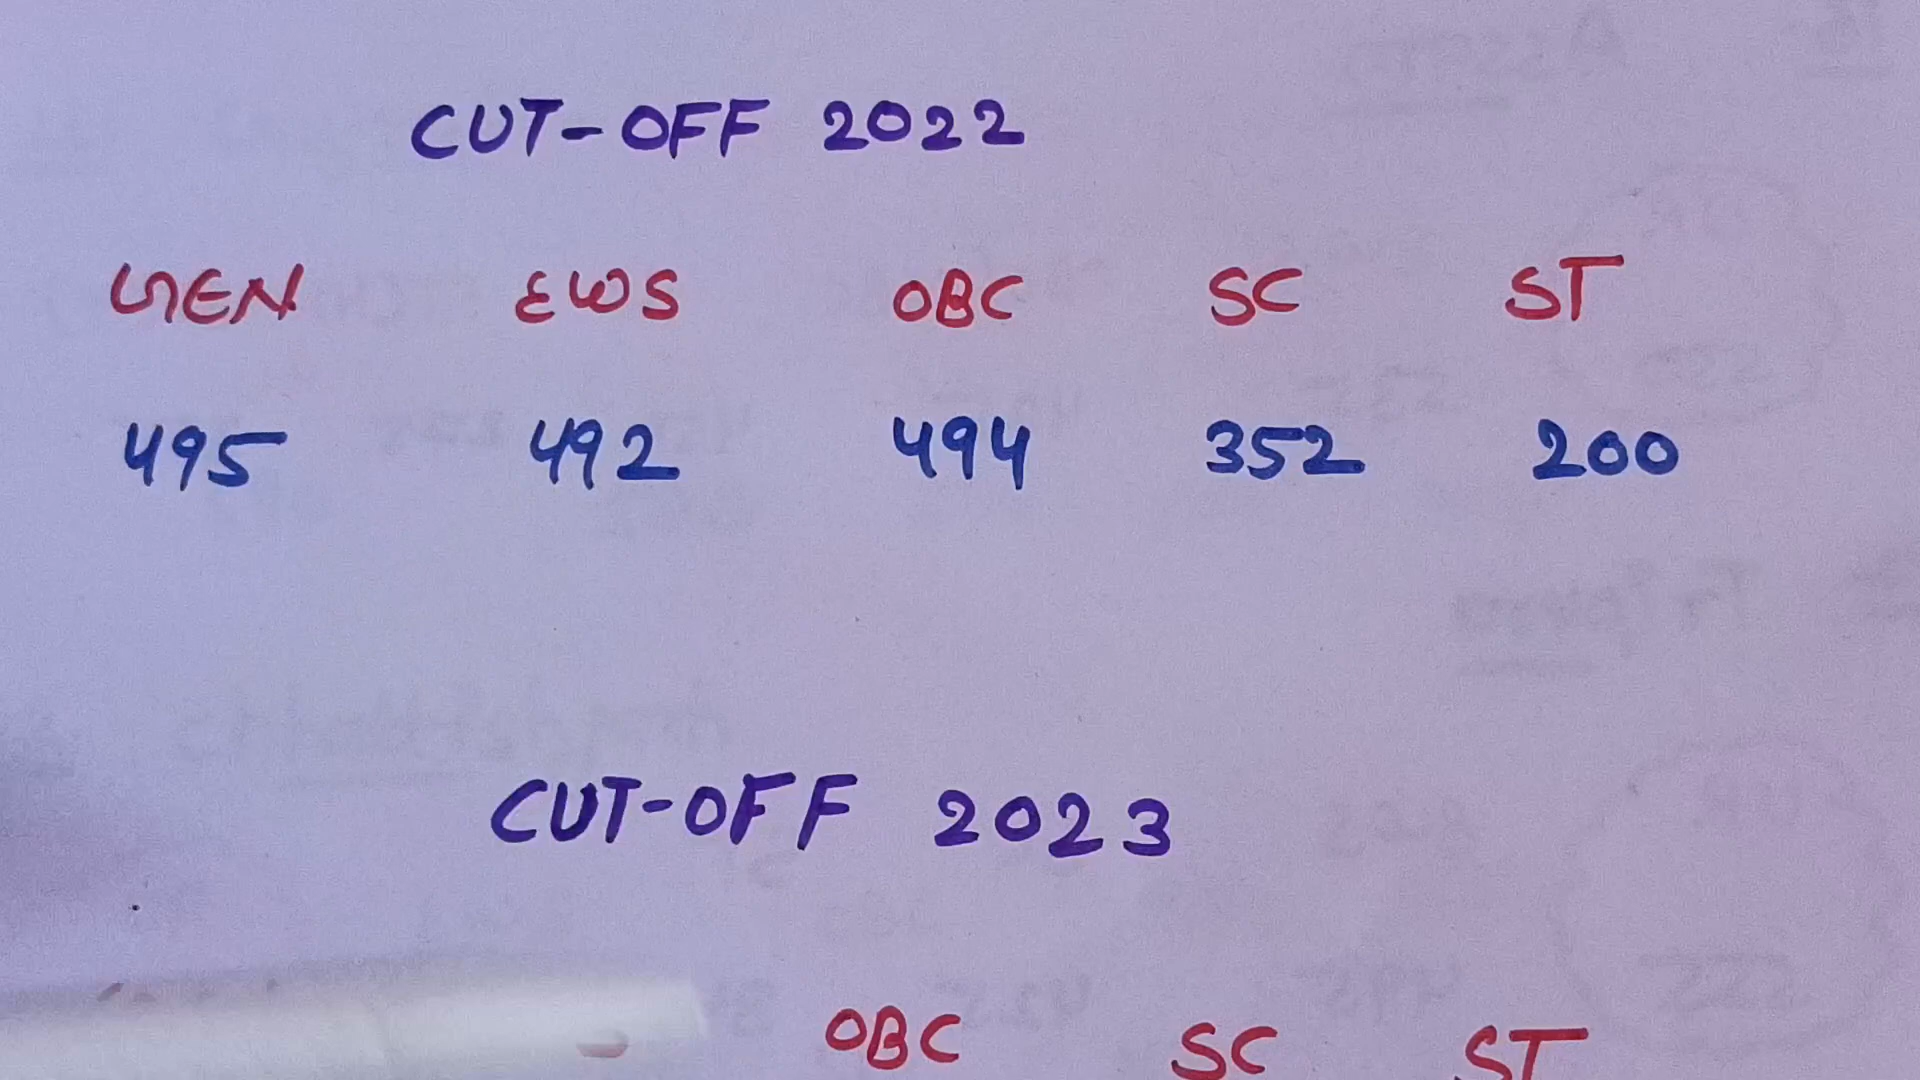 CUT-OFF 2022
GEN EWS OBC SC ST
495 492 494 352 200
CUT-OFF 2023
OBC SC ST